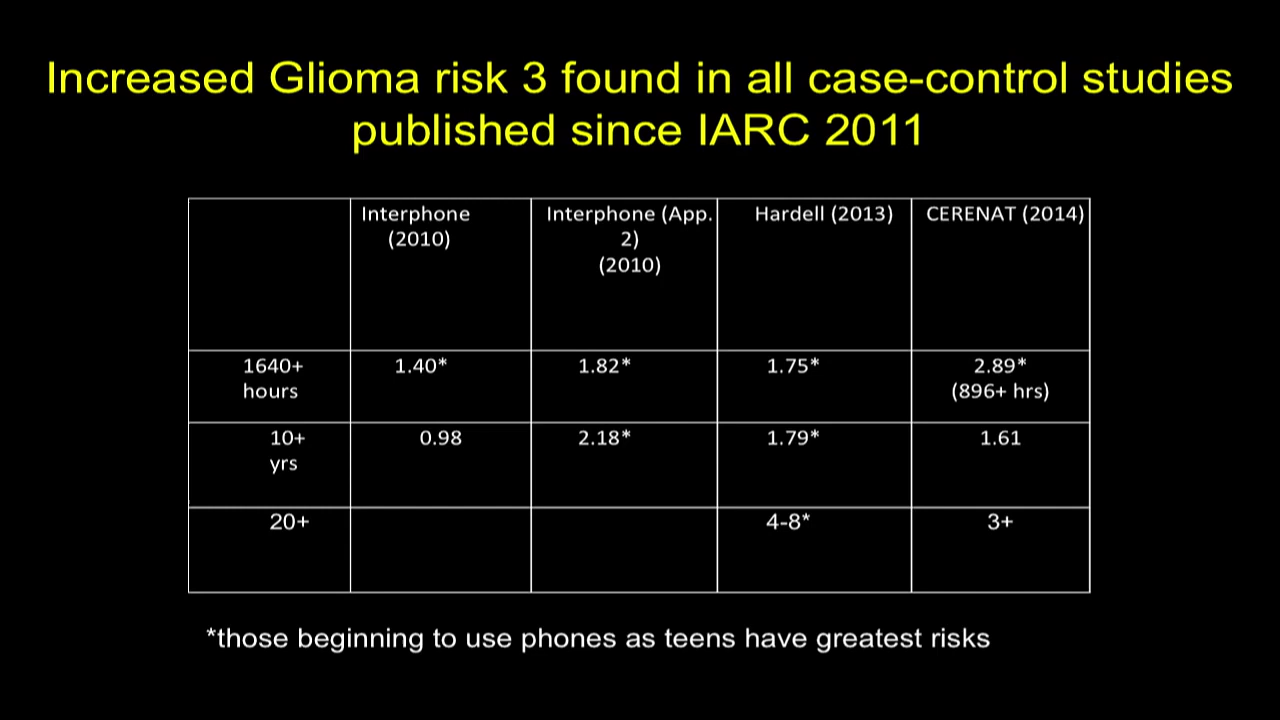 Increased Glioma risk 3 found in all case-control studies
published since IARC 2011
Interphone (2010)
Interphone (App. 2) (2010)
Hardell (2013)
CERENAT (2014)
1640+ hours
1.40*
1.82*
1.75*
2.89* (896+ hrs)
10+ yrs
0.98
2.18*
1.79*
1.61
20+
4-8*
3+
*those beginning to use phones as teens have greatest risks